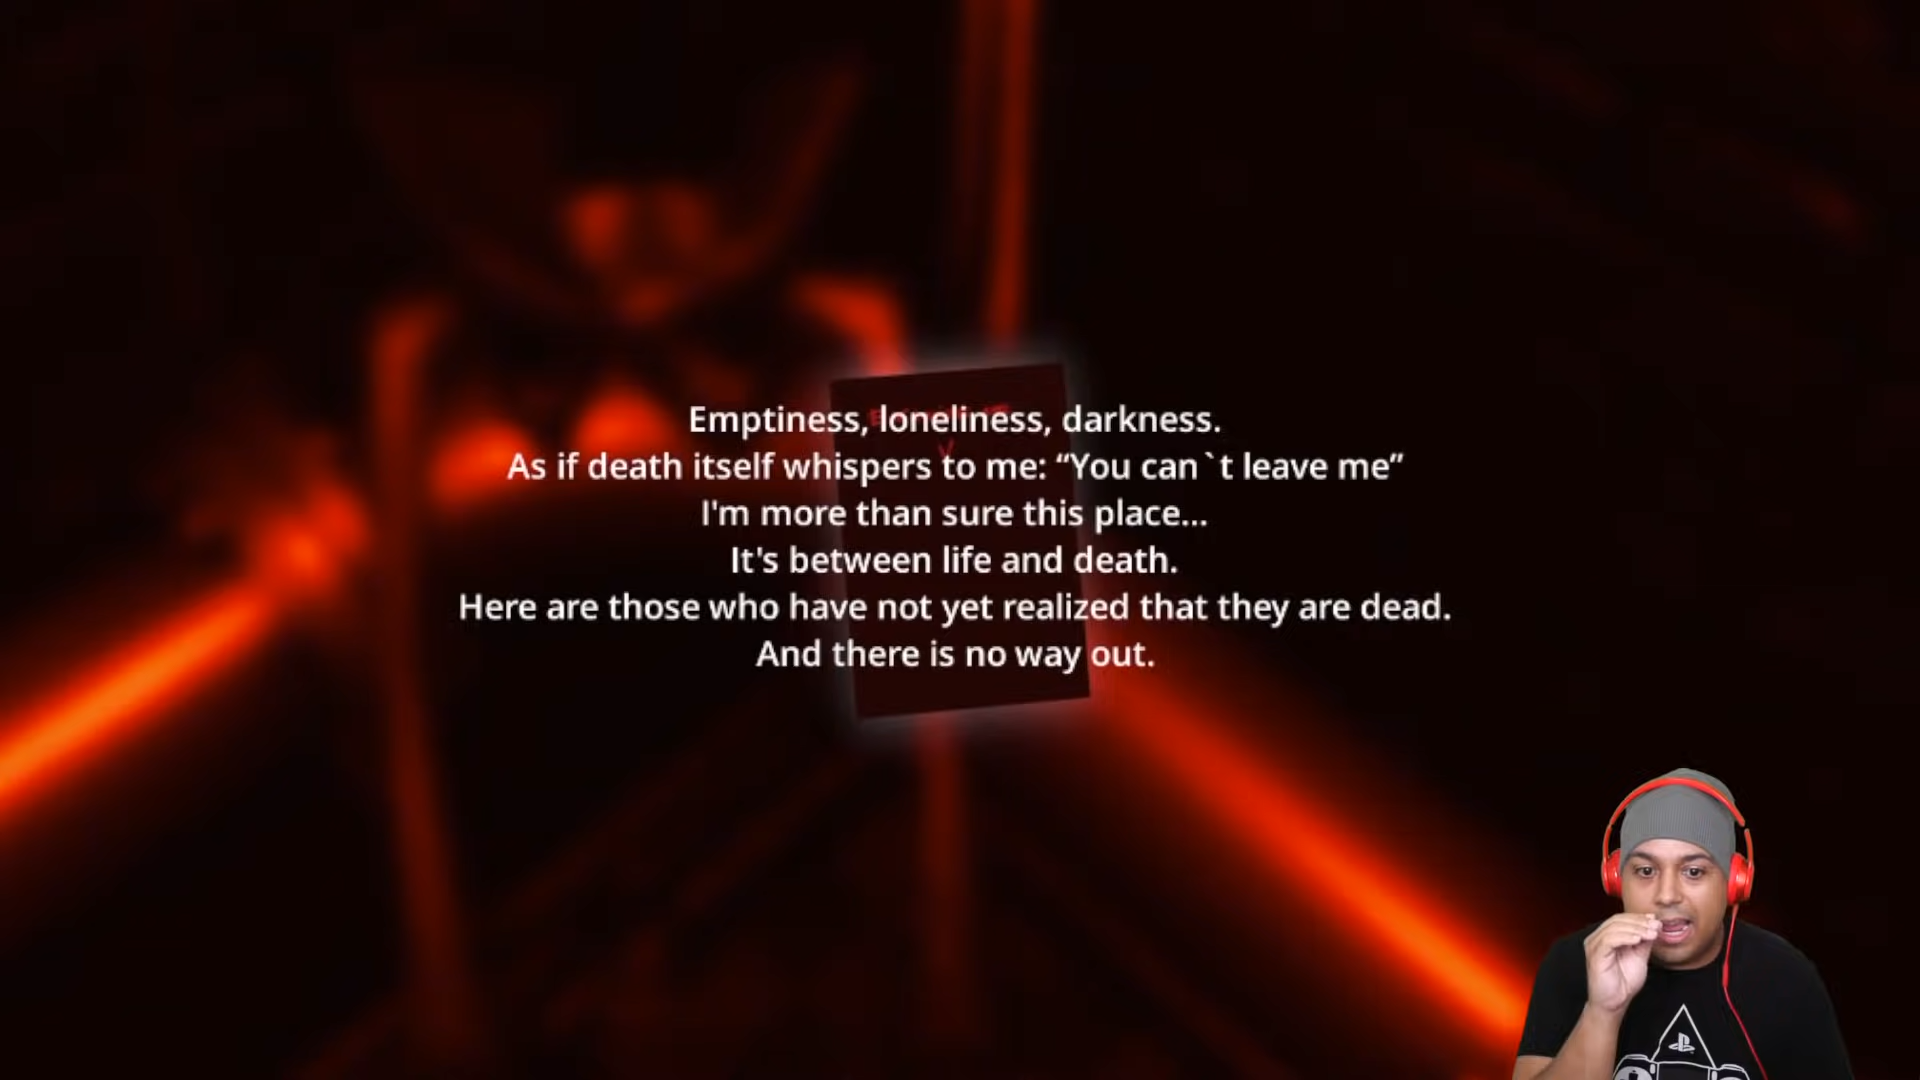 Emptiness, loneliness, darkness.
As if death itself whispers to me: “You can`t leave me”
I'm more than sure this place...
It's between life and death.
Here are those who have not yet realized that they are dead.
And there is no way out.